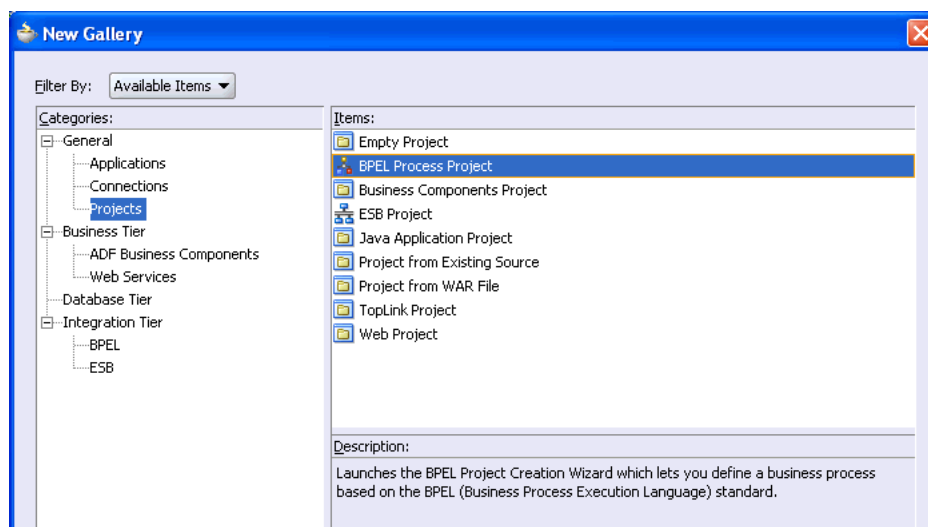 New Gallery
Filter By: Available Items
Categories:
General
Applications
Connections
Projects
Business Tier
ADF Business Components
Web Services
Database Tier
Integration Tier
BPEL
ESB
Items:
Empty Project
BPEL Process Project
Business Components Project
ESB Project
Java Application Project
Project from Existing Source
Project from WAR File
TopLink Project
Web Project
Description:
Launches the BPEL Project Creation Wizard which lets you define a business process
based on the BPEL (Business Process Execution Language) standard.